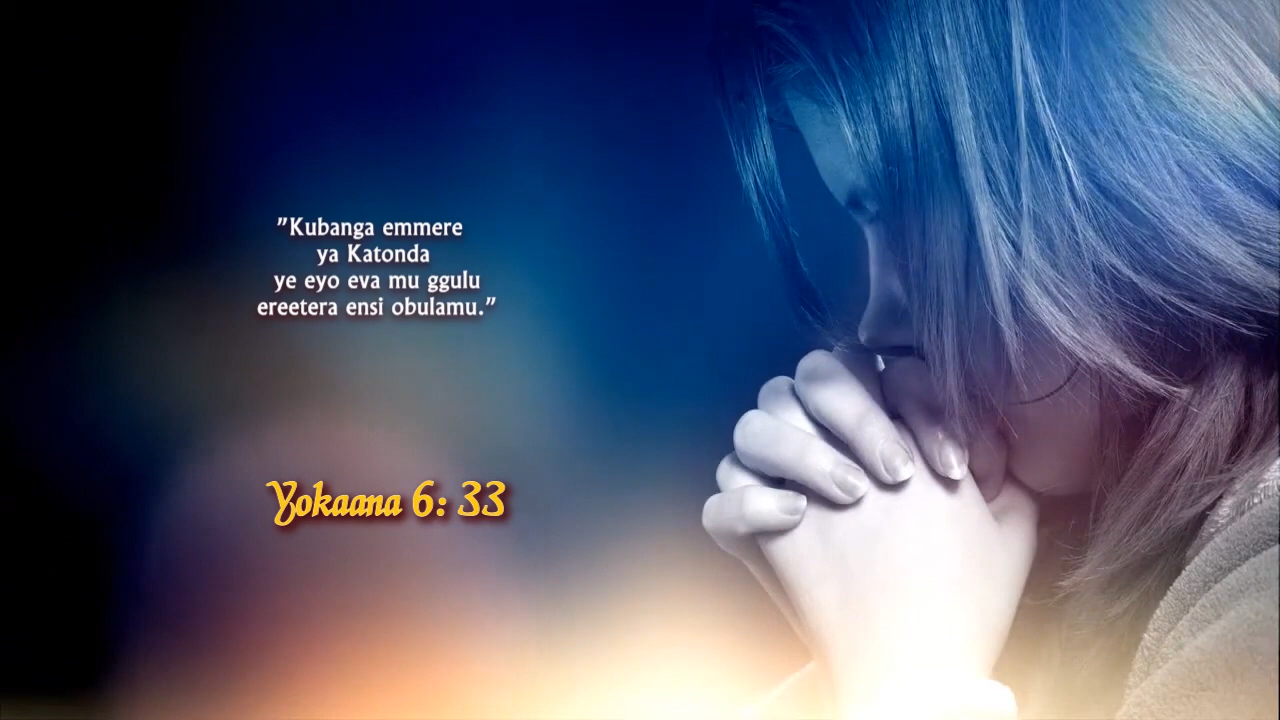 "Kubanga emmere
ya Katonda
ye eyo eva mu ggulu
ereetera ensi obulamu."
Yokaana 6: 33